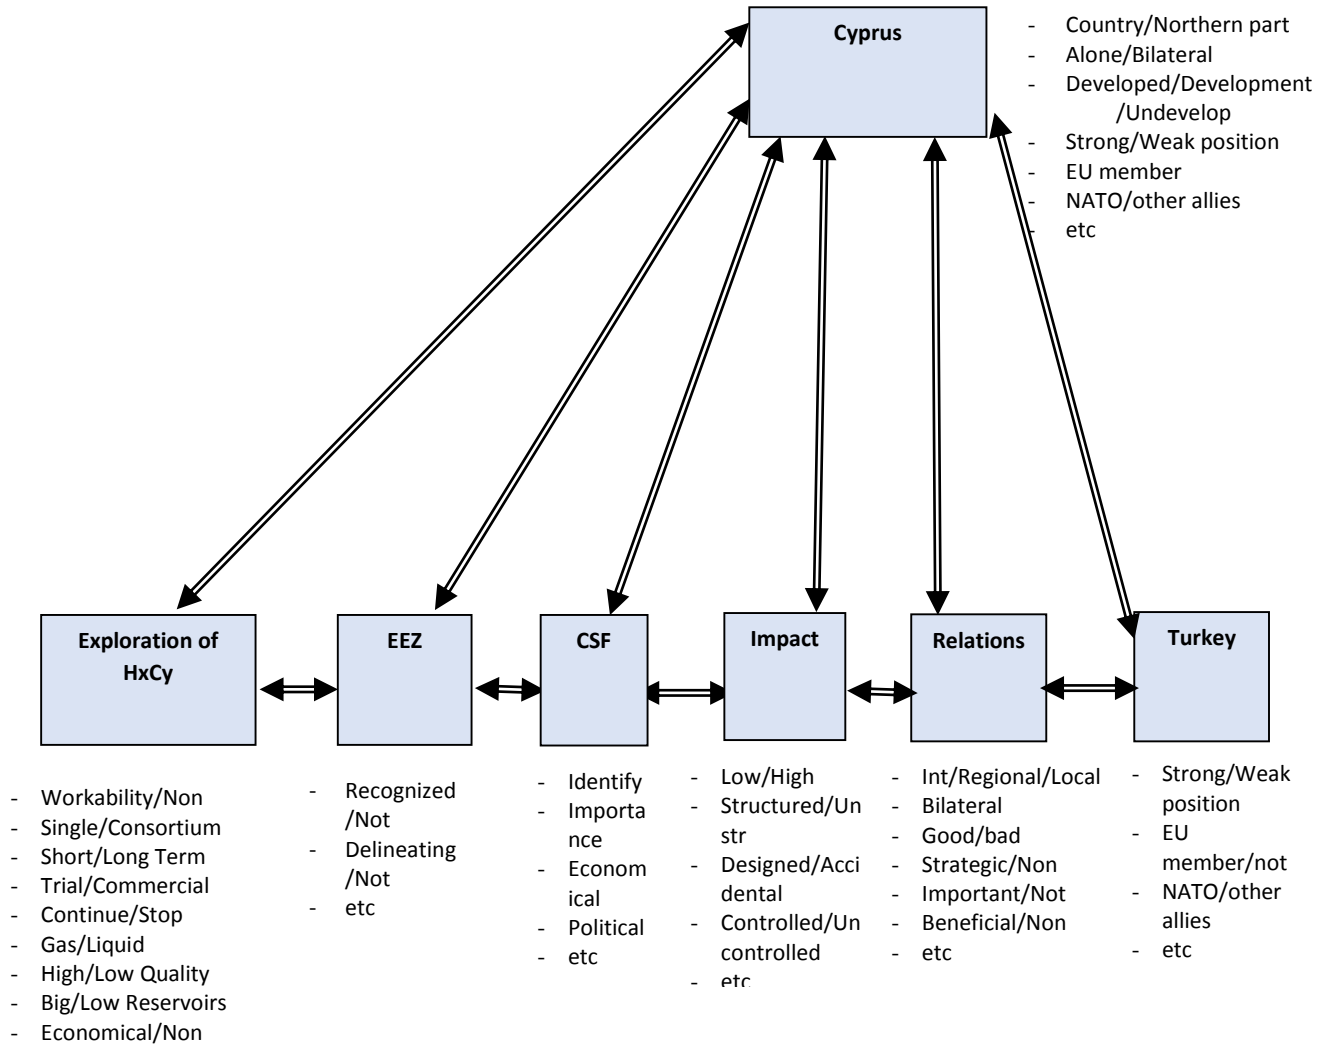 Cyprus
- Country/Northern part
- Alone/Bilateral
- Developed/Development
/Undevelop
- Strong/Weak position
- EU member
- NATO/other allies
- etc
Exploration of
HxCy
EEZ
CSF
Impact
Relations
Turkey
- Workability/Non
- Single/Consortium
- Short/Long Term
- Trial/Commercial
- Continue/Stop
- Gas/Liquid
- High/Low Quality
- Big/Low Reservoirs
- Economical/Non
- Recognized
/Not
- Delineating
/Not
- etc
- Identify
- Importa
nce
- Econom
ical
- Political
- etc
- Low/High
- Structured/Un
str
- Designed/Acci
dental
- Controlled/Un
controlled
- etc
- Int/Regional/Local
- Bilateral
- Good/bad
- Strategic/Non
- Important/Not
- Beneficial/Non
- etc
- Strong/Weak
position
- EU
member/not
- NATO/other
allies
- etc